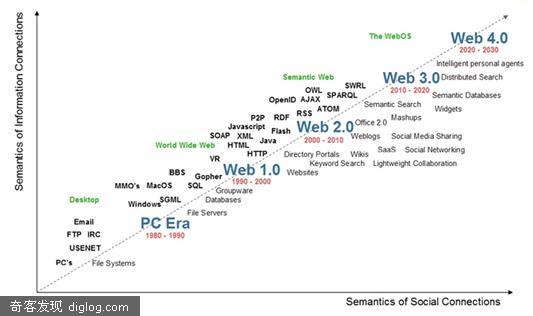 The WebOS
Web 4.0
2020 - 2030
Intelligent personal agents
Semantic Web
SWRL
Web 3.0
2010 - 2020
Distributed Search
OWL
SPARQL
Semantic Databases
OpenID
AJAX
ATOM
Semantic Search
Widgets
P2P
RDF
RSS
Office 2.0
Mashups
Javascript
Flash
Web 2.0
2000 - 2010
Weblogs
Social Media Sharing
SOAP
XML
Java
World Wide Web
HTML
HTTP
Directory Portals
Wikis
SaaS
Social Networking
VR
Keyword Search
Lightweight Collaboration
BBS
Gopher
Web 1.0
1990 - 2000
Websites
MMO's
MacOS
SQL
Groupware
Desktop
SGML
Databases
Windows
File Servers
Email
PC Era
1980 - 1990
FTP
IRC
USENET
PC's
File Systems
Semantics of Information Connections
Semantics of Social Connections
奇客发现 diglog.com